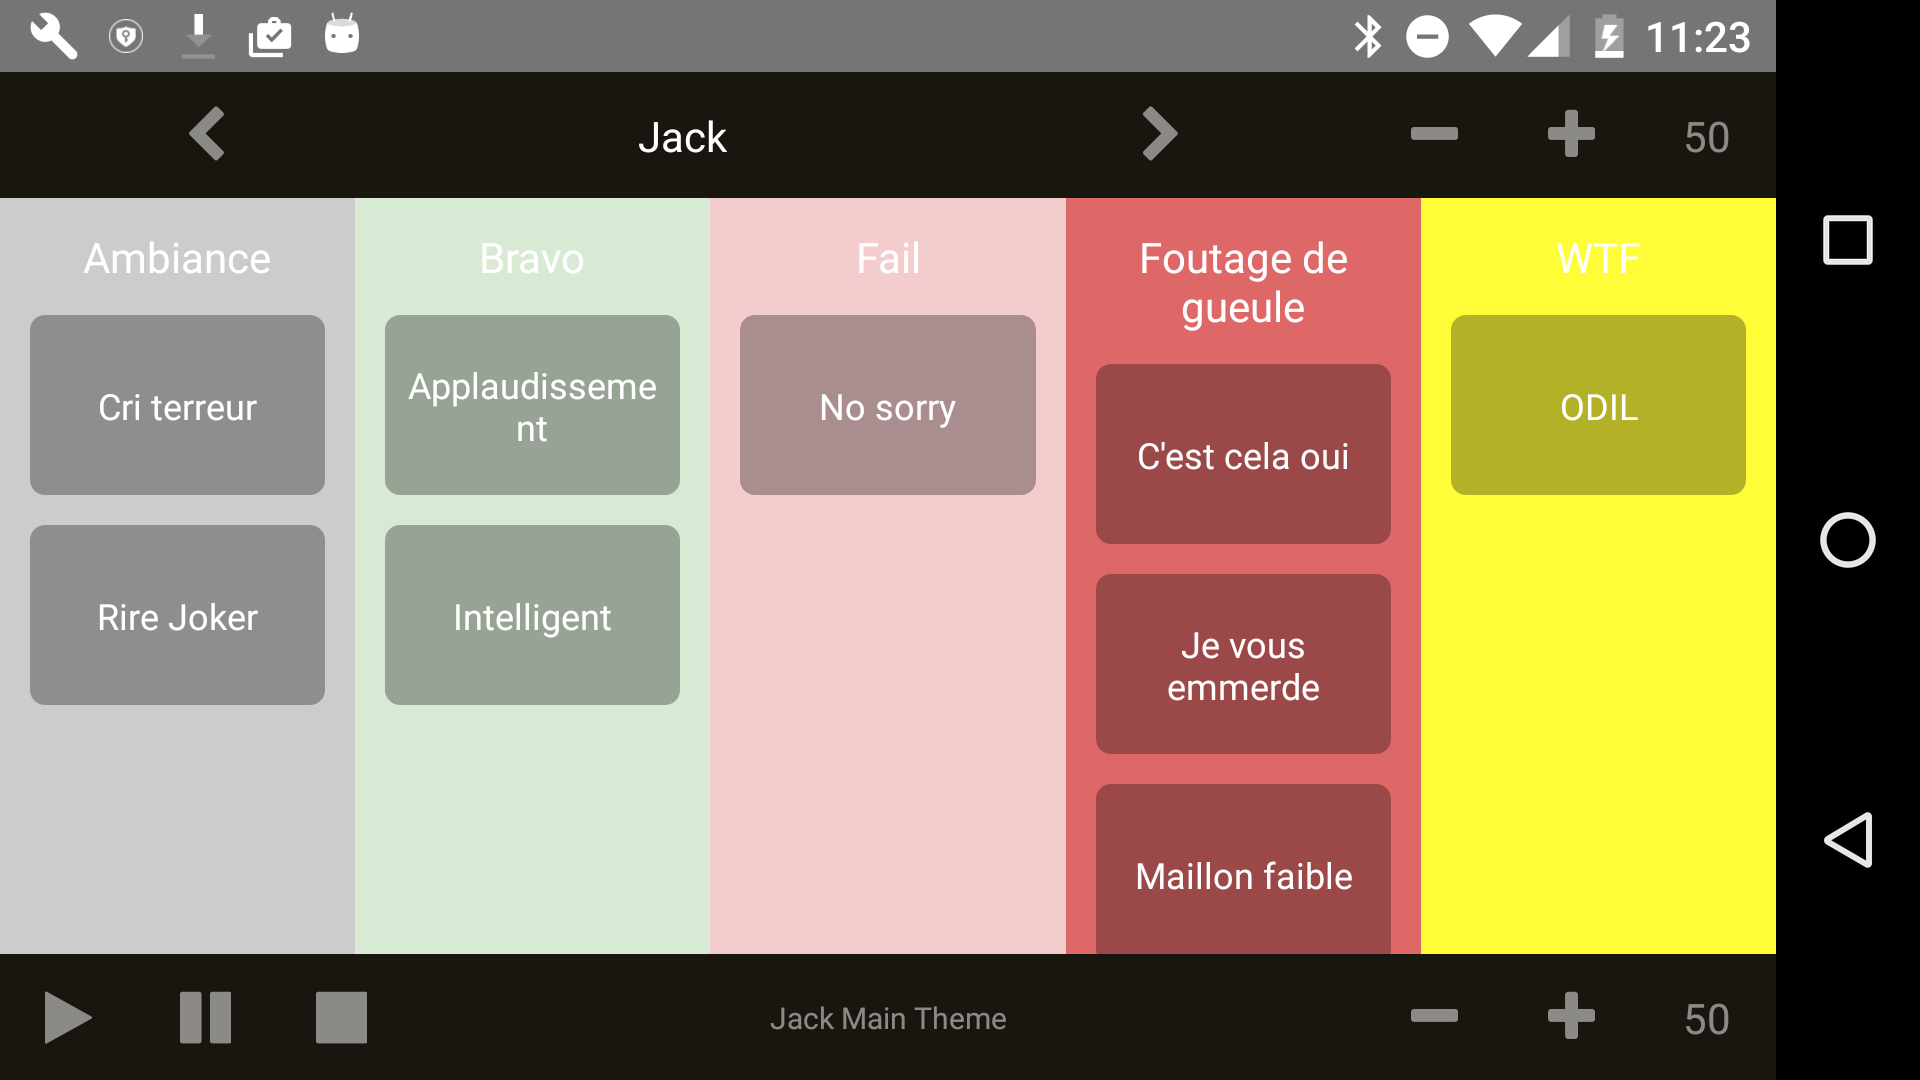 11:23
Jack
50
Ambiance
Cri terreur
Rire Joker
Bravo
Applaudisseme
nt
Intelligent
Fail
No sorry
Foutage de
gueule
C'est cela oui
Je vous
emmerde
Maillon faible
WTF
ODIL
Jack Main Theme
50